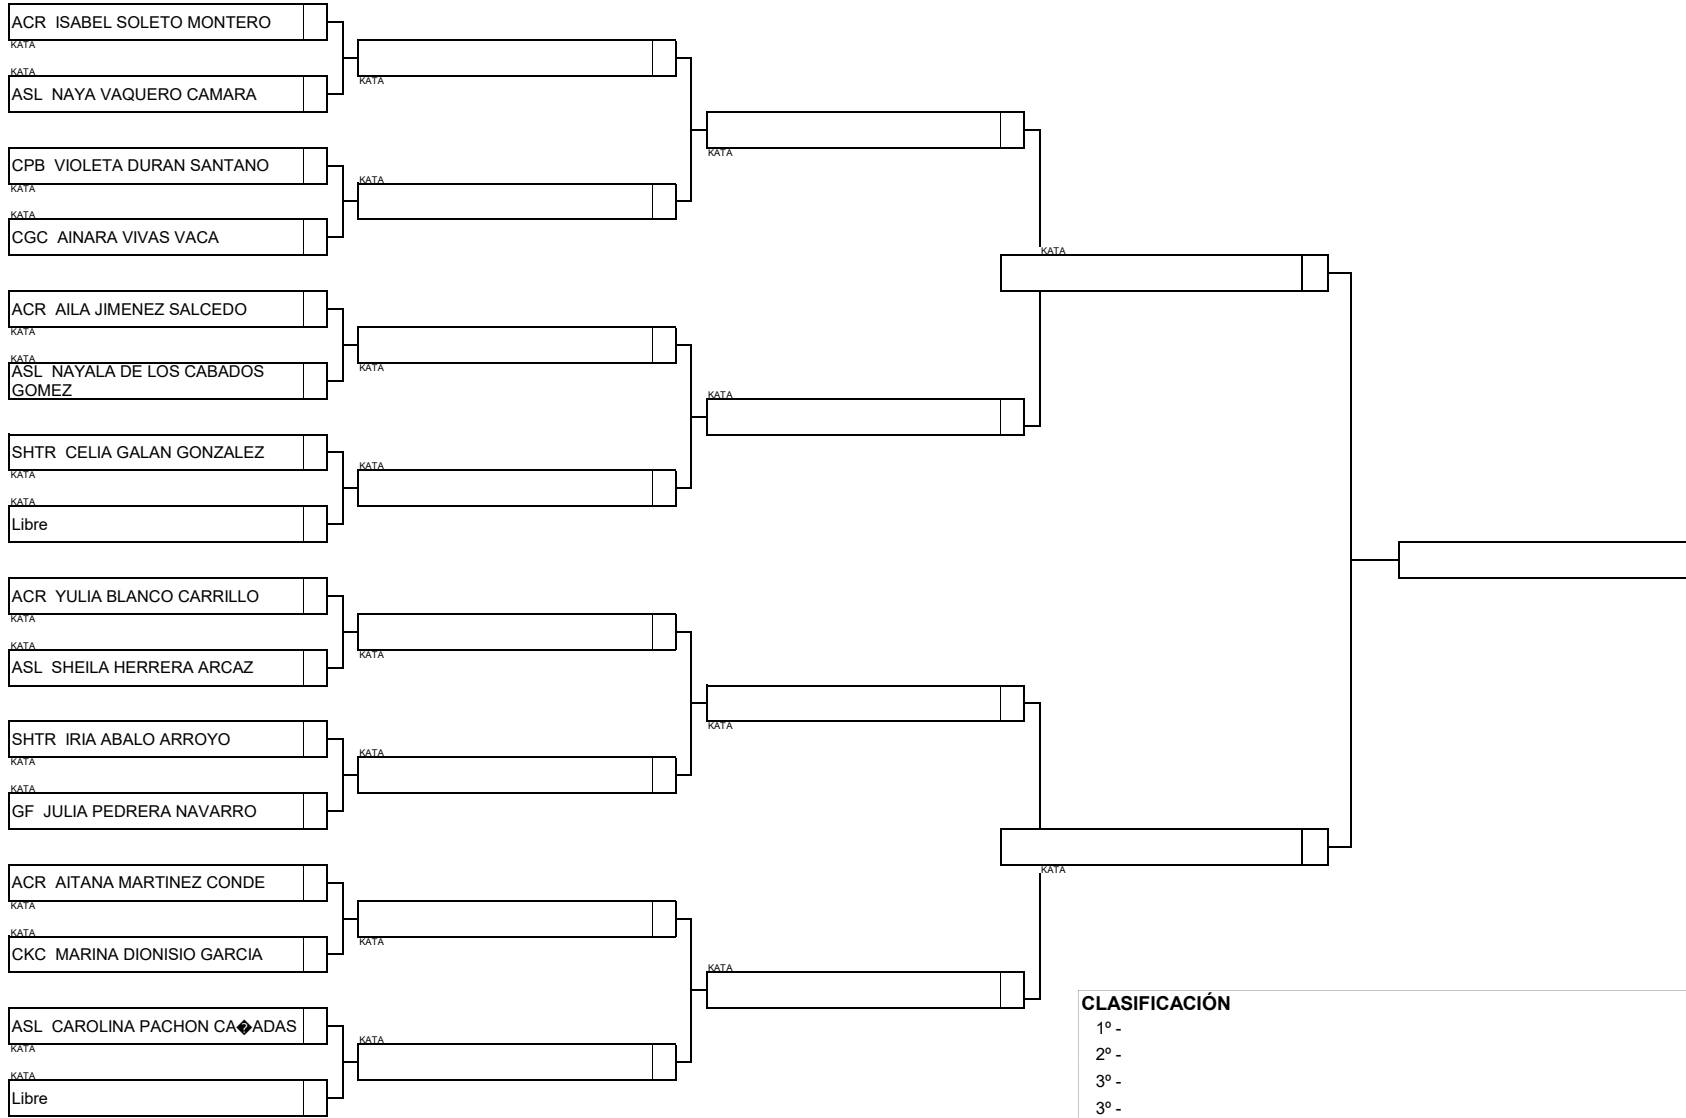 ACR ISABEL SOLETO MONTERO
KATA
KATA
ASL NAYA VAQUERO CAMARA
CPB VIOLETA DURAN SANTANO
KATA
KATA
CGC AINARA VIVAS VACA
ACR AILA JIMENEZ SALCEDO
KATA
KATA
ASL NAYALA DE LOS CABADOS
GOMEZ
SHTR CELIA GALAN GONZALEZ
KATA
KATA
Libre
ACR YULIA BLANCO CARRILLO
KATA
KATA
ASL SHEILA HERRERA ARCAZ
SHTR IRIA ABALO ARROYO
KATA
KATA
GF JULIA PEDRERA NAVARRO
ACR AITANA MARTINEZ CONDE
KATA
KATA
CKC MARINA DIONISIO GARCIA
ASL CAROLINA PACHON CA�ADAS
KATA
KATA
Libre
KATA
KATA
KATA
KATA
KATA
KATA
KATA
KATA
KATA
KATA
KATA
KATA
KATA
KATA
CLASIFICACIÓN
1º -
2º -
3º -
3º -